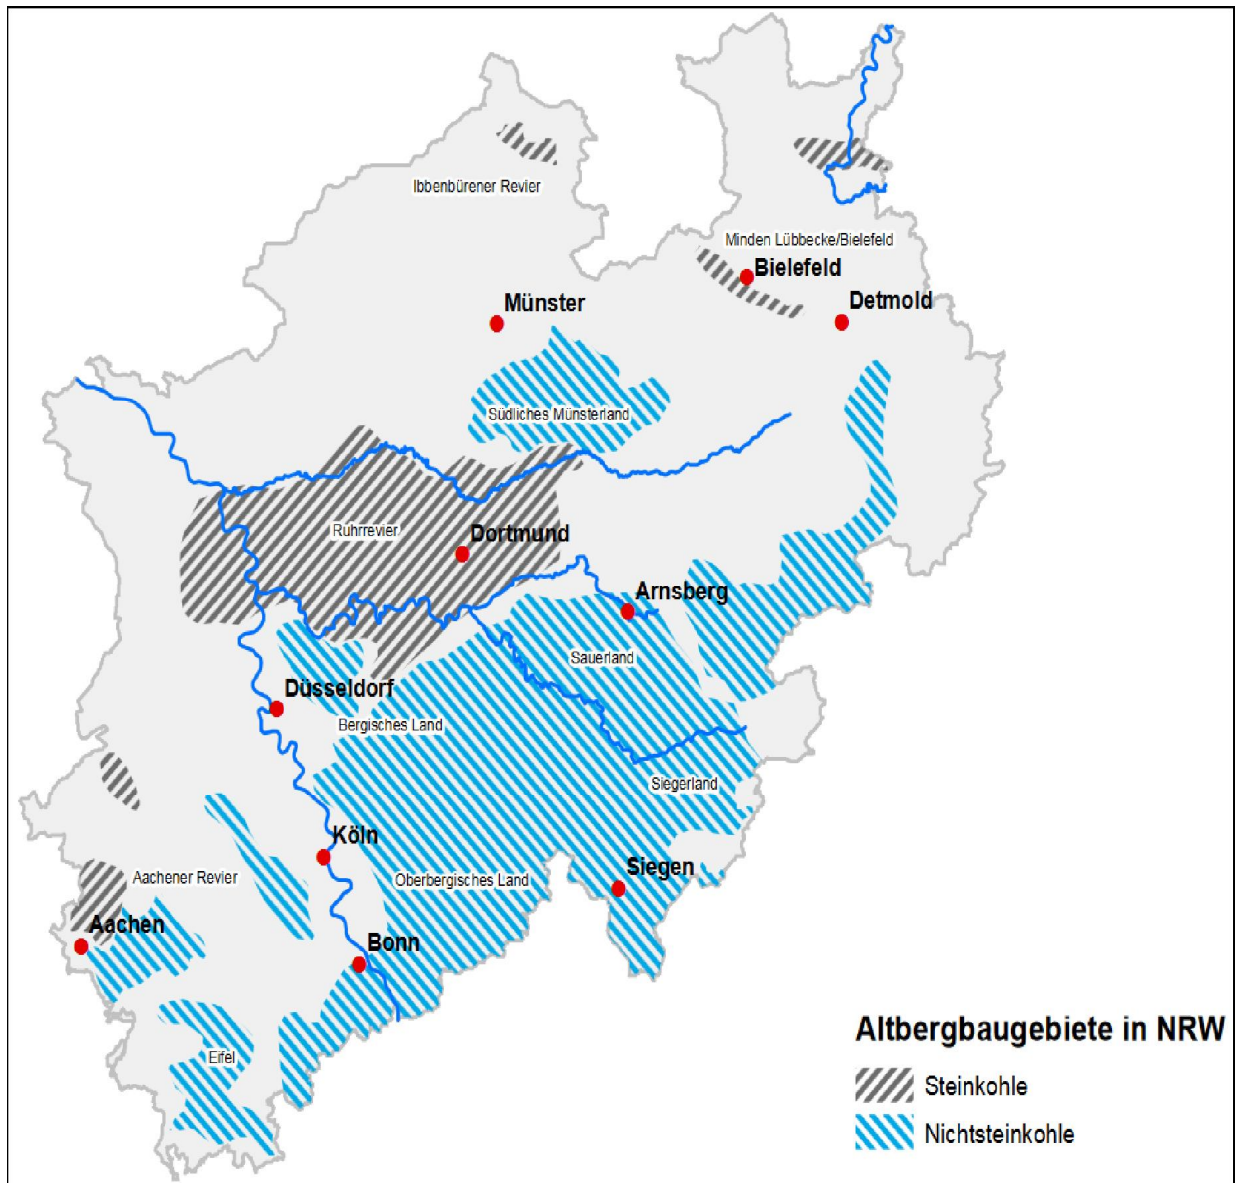 Ibbenbürener Revier
Minden Lübbecke/Bielefeld
Bielefeld
Münster
Detmold
Südliches Münsterland
Ruhrrevier
Dortmund
Arnsberg
Sauerland
Düsseldorf
Bergisches Land
Siegerland
Köln
Aachener Revier
Oberbergisches Land
Siegen
Aachen
Bonn
Eifel
Altbergbaugebiete in NRW
Steinkohle
Nichtsteinkohle